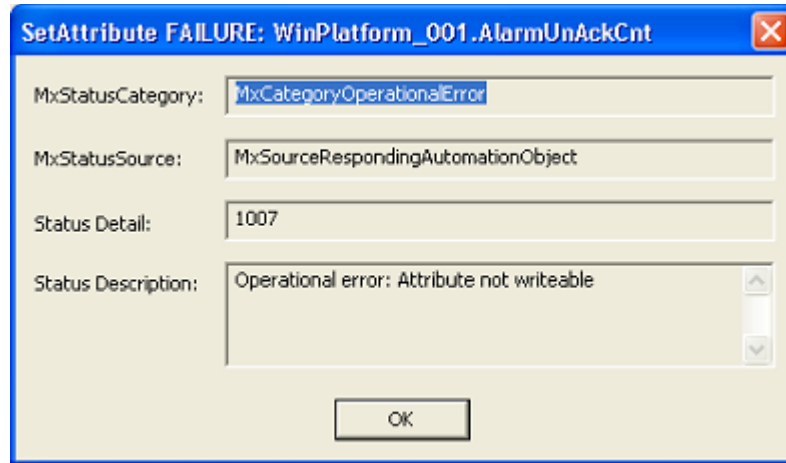 SetAttribute FAILURE: WinPlatform_001.AlarmUnAckCnt
MxStatusCategory: MxCategoryOperationalError
MxStatusSource: MxSourceRespondingAutomationObject
Status Detail: 1007
Status Description: Operational error: Attribute not writeable
OK